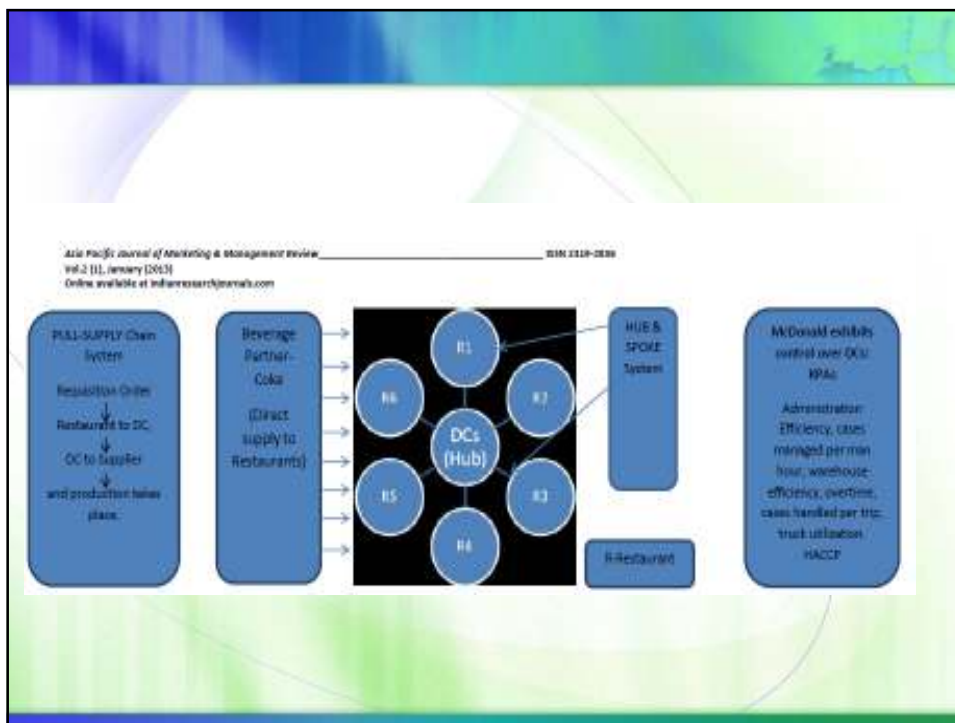 Asia Pacific Journal of Marketing & Management Review ISSN 2319-2836
Vol.2 (1), January (2013)
Online available at indianresearchjournals.com
PULL-SUPPLY Chain
System
Requisition Order
Restaurant to DC,
DC to Supplier
and production takes
place.
Beverage
Partner-
Coke
(Direct
supply to
Restaurants)
R1
R2
R3
R4
R5
R6
DCs
(Hub)
HUB &
SPOKE
System
R-Restaurant
McDonald exhibits
control over DCs:
KPAs
Administration
Efficiency, cases
managed per man
hour, warehouse
efficiency, overtime,
cases handled per trip,
truck utilization
HACCP